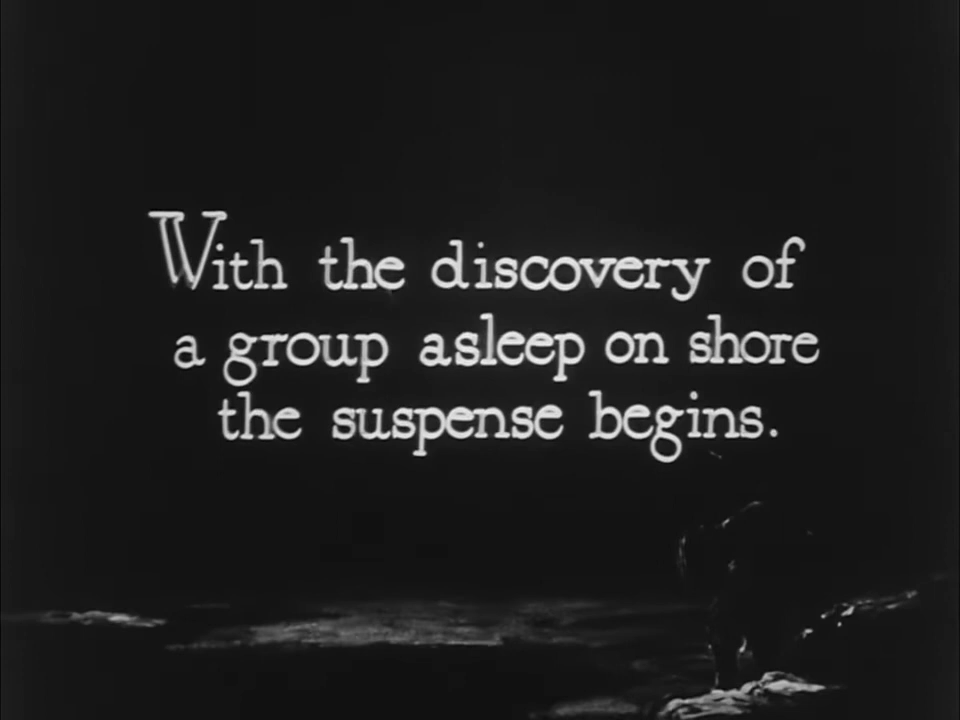 With the discovery of
a group asleep on shore
the suspense begins.